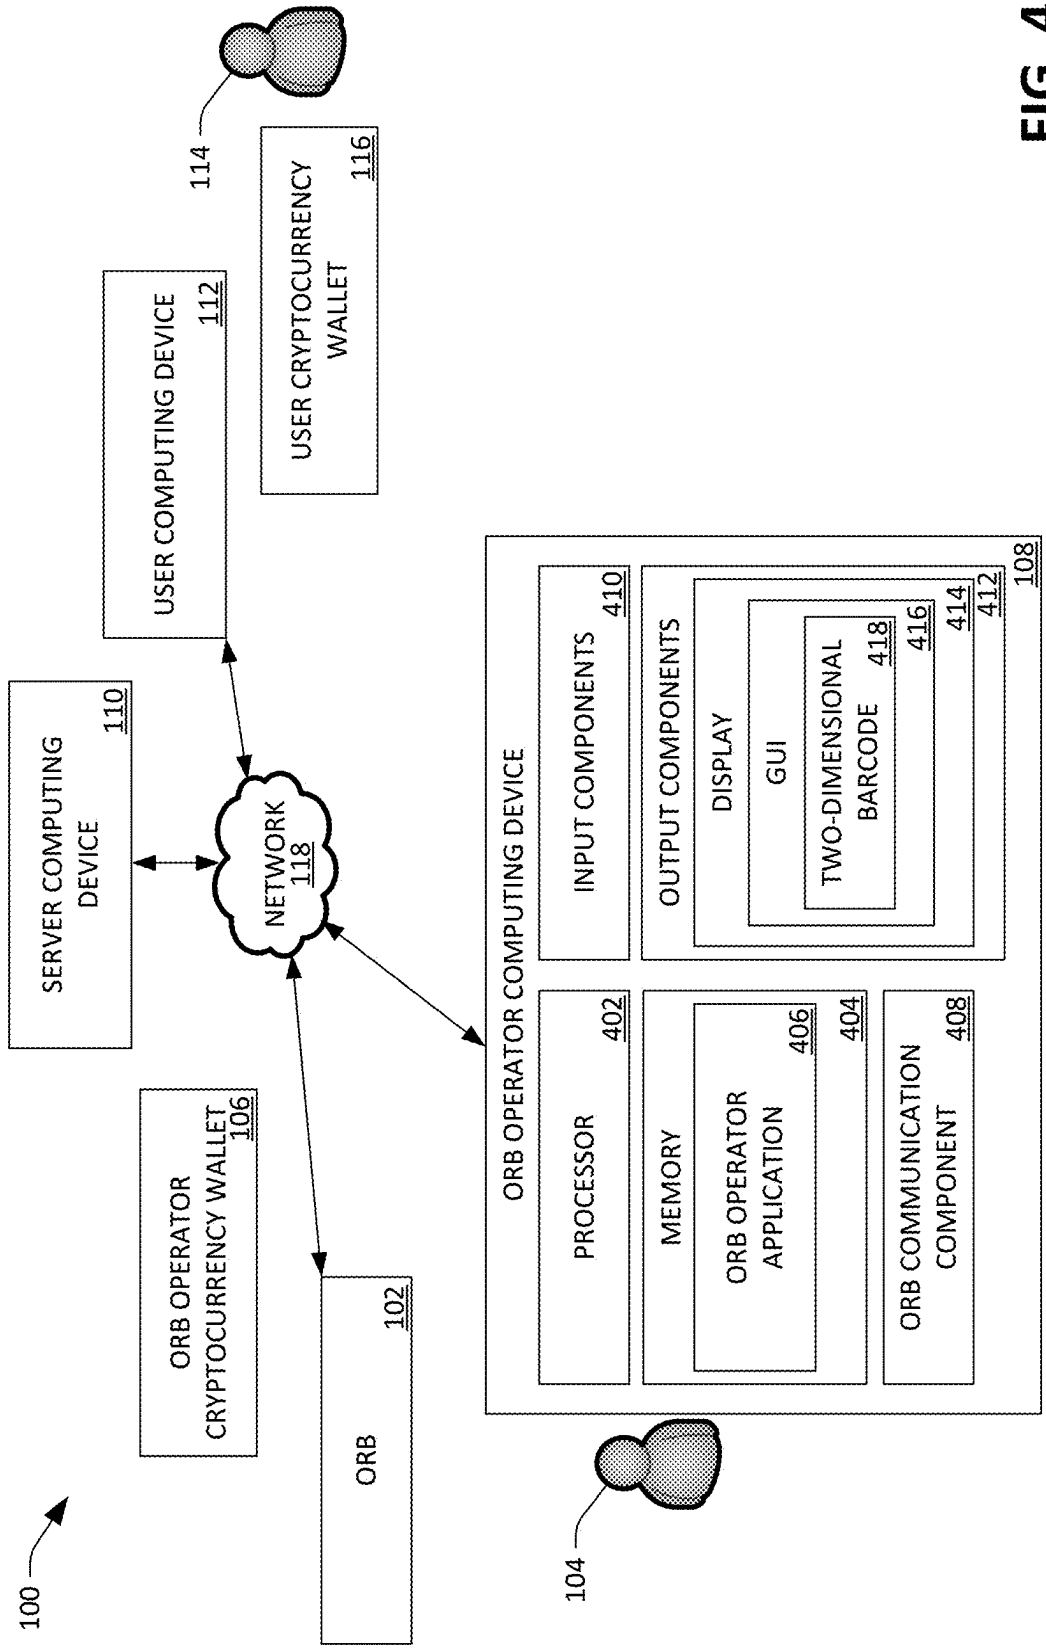 100
ORB OPERATOR
CRYPTOCURRENCY WALLET
106
SERVER COMPUTING
DEVICE
110
USER COMPUTING DEVICE
112
114
USER CRYPTOCURRENCY
WALLET
116
NETWORK
118
ORB
102
104
ORB OPERATOR COMPUTING DEVICE
PROCESSOR
402
MEMORY
ORB OPERATOR
APPLICATION
406
404
ORB COMMUNICATION
COMPONENT
408
INPUT COMPONENTS
410
OUTPUT COMPONENTS
DISPLAY
GUI
TWO-DIMENSIONAL
BARCODE
418
416
414
412
108
FIG. 4